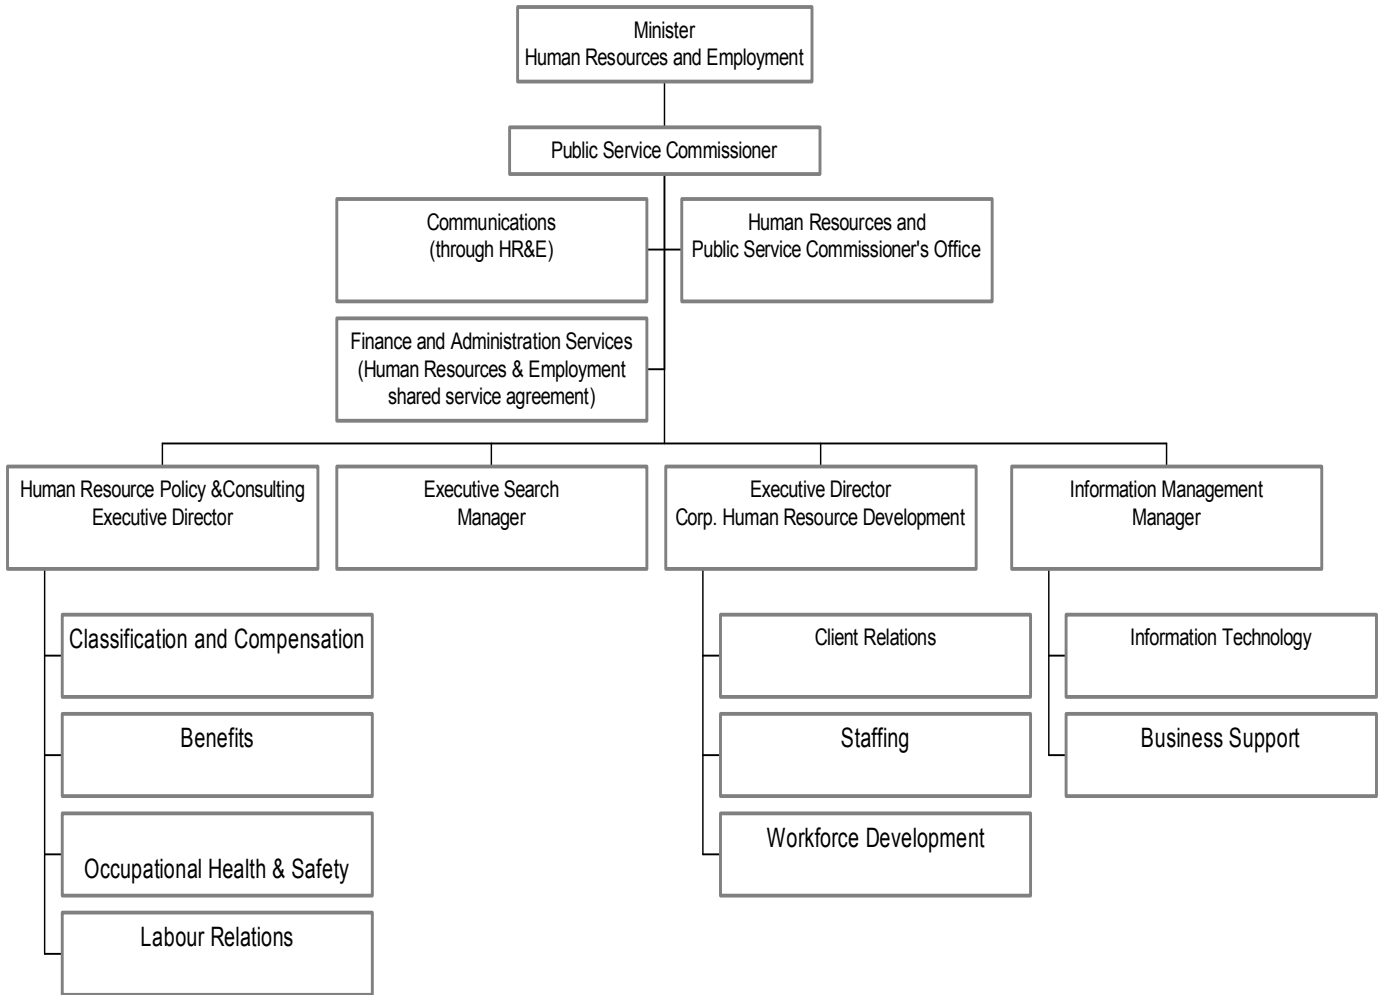 Minister
Human Resources and Employment
Public Service Commissioner
Communications
(through HR&E)
Human Resources and
Public Service Commissioner's Office
Finance and Administration Services
(Human Resources & Employment
shared service agreement)
Human Resource Policy &Consulting
Executive Director
Executive Search
Manager
Executive Director
Corp. Human Resource Development
Information Management
Manager
Classification and Compensation
Benefits
Occupational Health & Safety
Labour Relations
Client Relations
Staffing
Workforce Development
Information Technology
Business Support